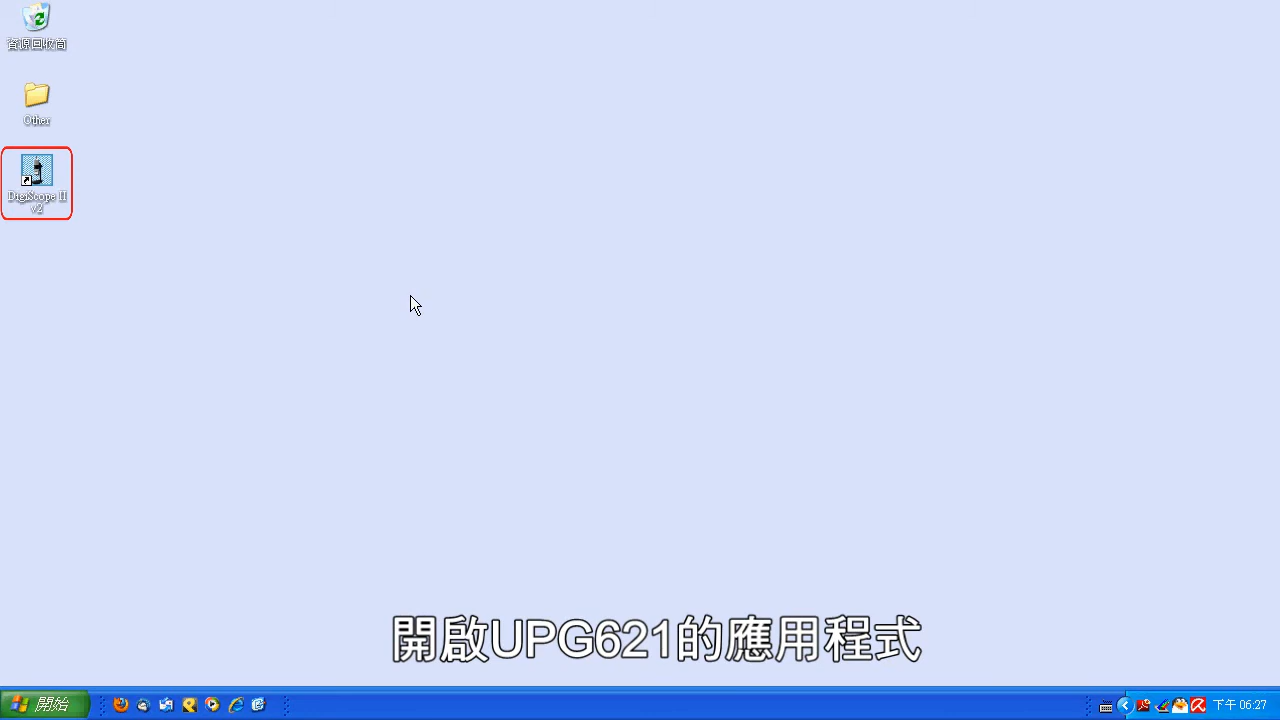 資源回收筒
Other
DigiScope II
v2
開啟UPG621的應用程式
開始
下午 06:27